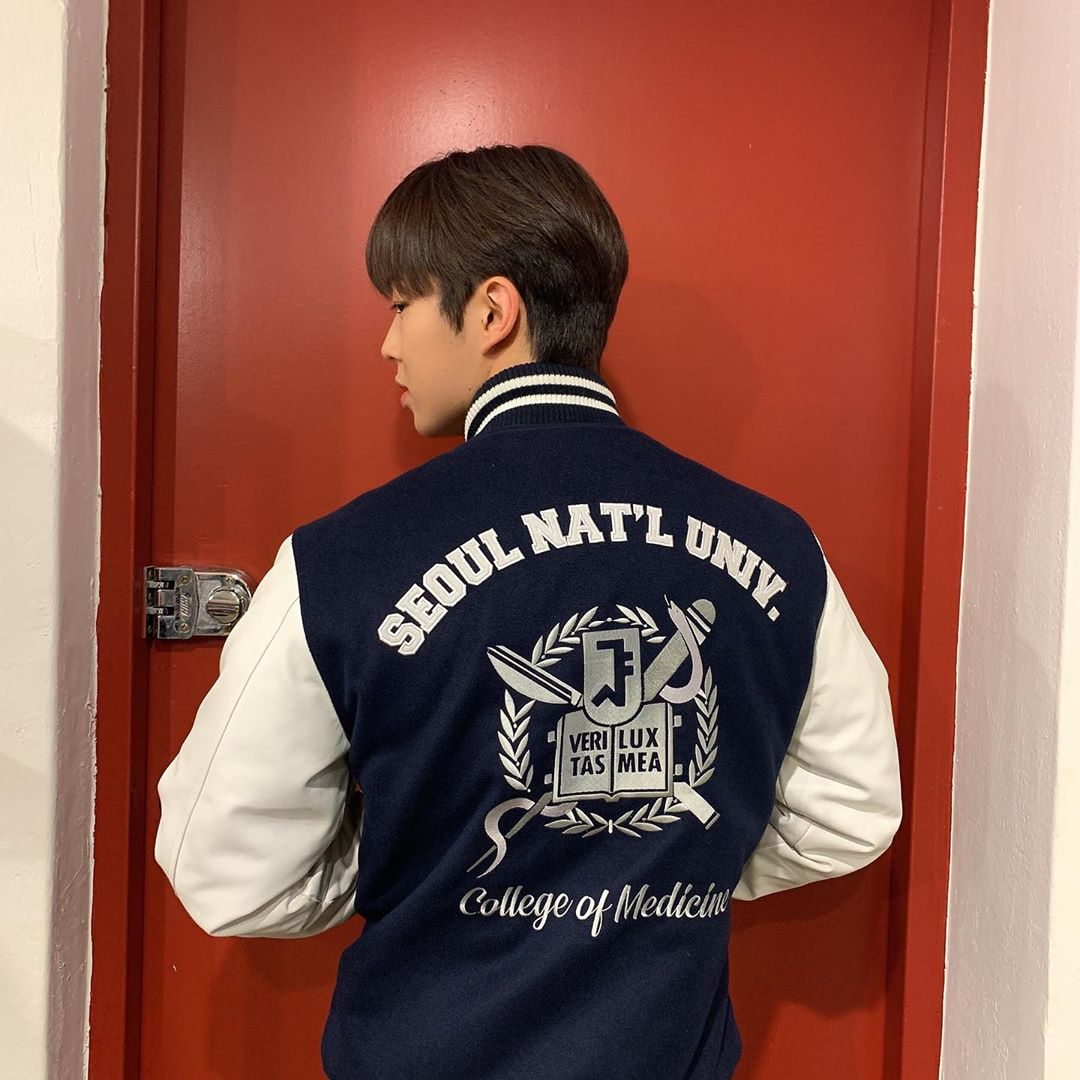 SEOUL NAT'L UNIV.
VERI LUX
TAS MEA
College of Medicine